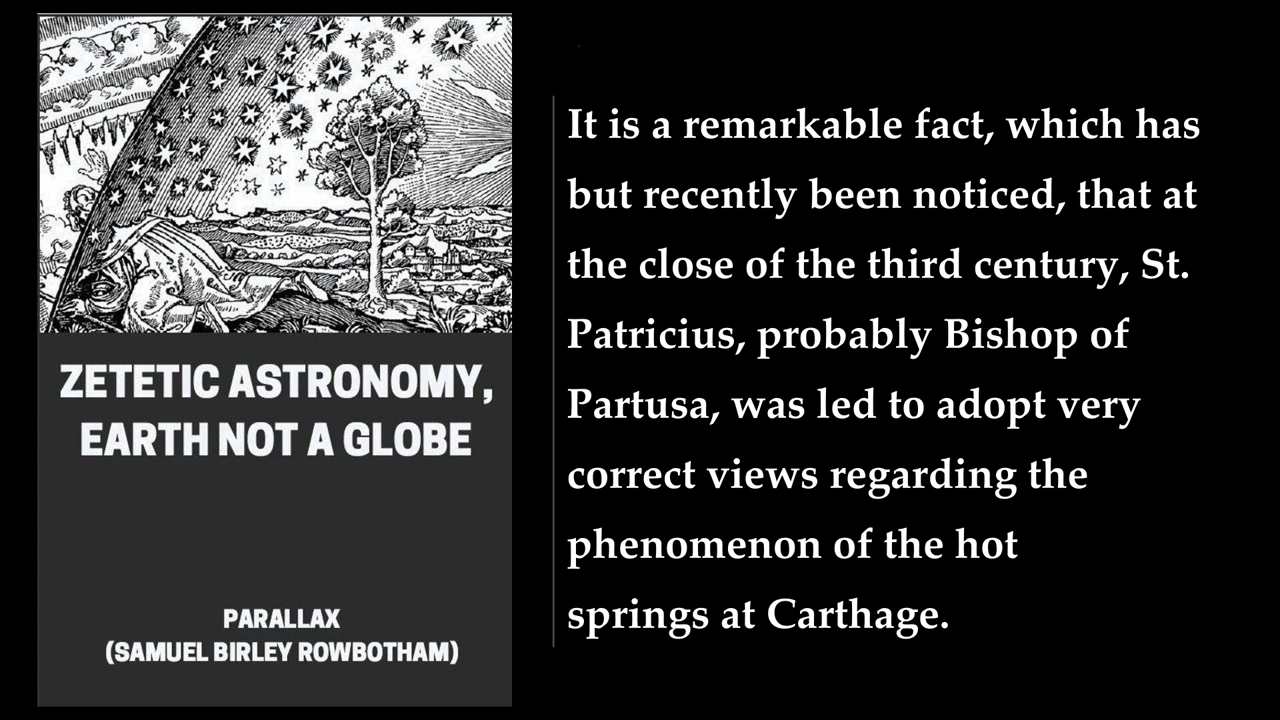 ZETETIC ASTRONOMY,
EARTH NOT A GLOBE
PARALLAX
(SAMUEL BIRLEY ROWBOTHAM)
It is a remarkable fact, which has
but recently been noticed, that at
the close of the third century, St.
Patricius, probably Bishop of
Partusa, was led to adopt very
correct views regarding the
phenomenon of the hot
springs at Carthage.